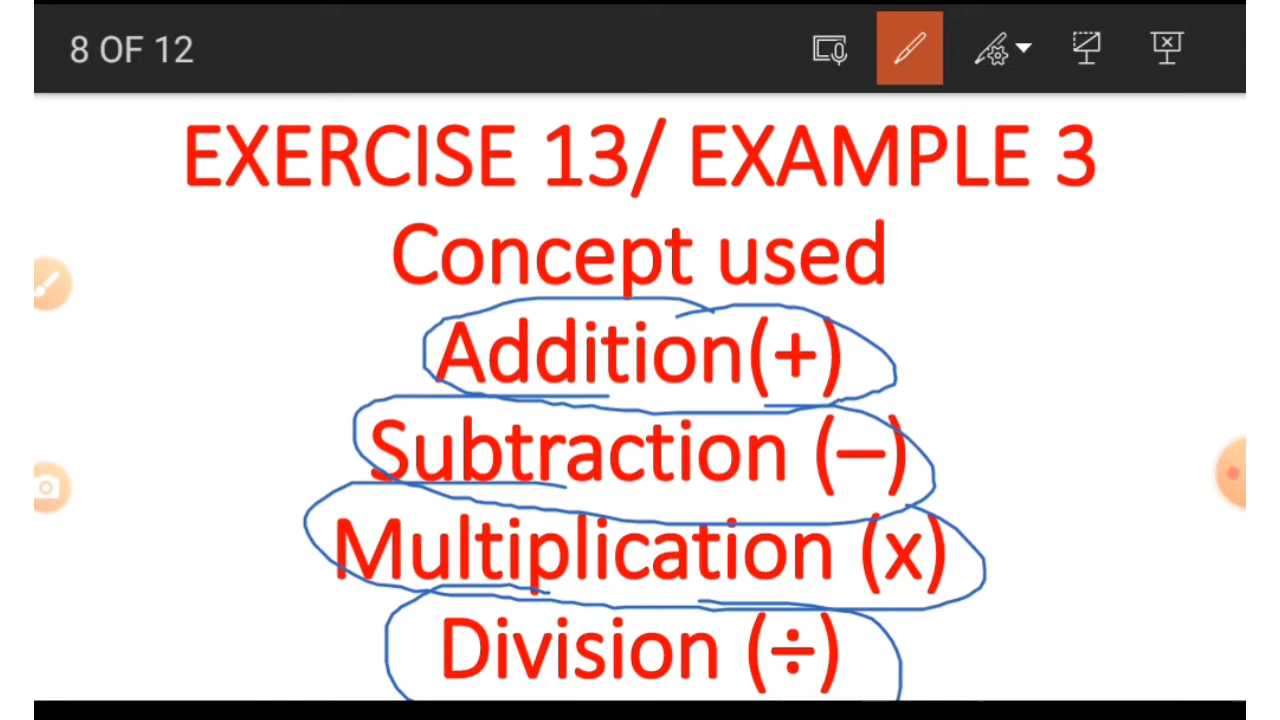 8 OF 12
EXERCISE 13/ EXAMPLE 3
Concept used
Addition(+)
Subtraction (–)
Multiplication (x)
Division (÷)